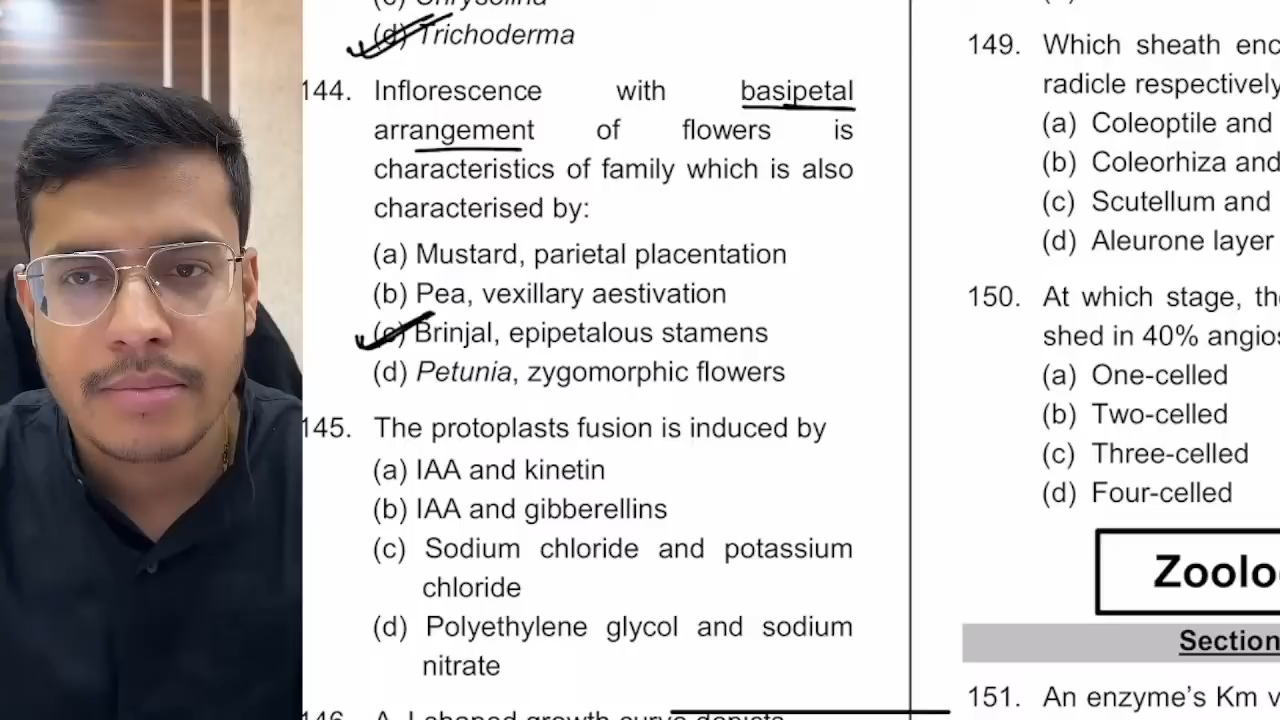 (d) Trichoderma
144. Inflorescence with basipetal
arrangement of flowers is
characteristics of family which is also
characterised by:
(a) Mustard, parietal placentation
(b) Pea, vexillary aestivation
(c) Brinjal, epipetalous stamens
(d) Petunia, zygomorphic flowers
145. The protoplasts fusion is induced by
(a) IAA and kinetin
(b) IAA and gibberellins
(c) Sodium chloride and potassium
chloride
(d) Polyethylene glycol and sodium
nitrate
149. Which sheath enc
radicle respectively
(a) Coleoptile and
(b) Coleorhiza and
(c) Scutellum and
(d) Aleurone layer
150. At which stage, the
shed in 40% angios
(a) One-celled
(b) Two-celled
(c) Three-celled
(d) Four-celled
Zoolo
Section
151. An enzyme's Km v